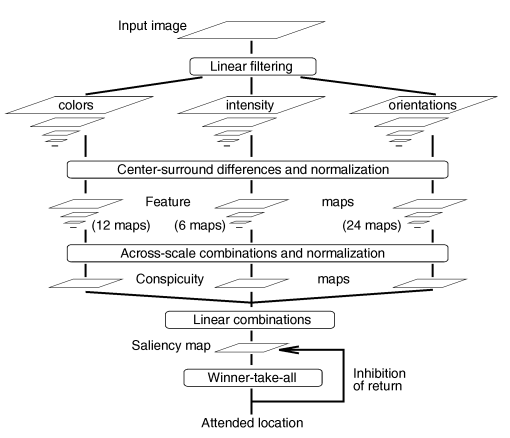 Input image
Linear filtering
colors
intensity
orientations
Center-surround differences and normalization
Feature maps
(12 maps)
(6 maps)
(24 maps)
Across-scale combinations and normalization
Conspicuity maps
Linear combinations
Saliency map
Winner-take-all
Inhibition
of return
Attended location